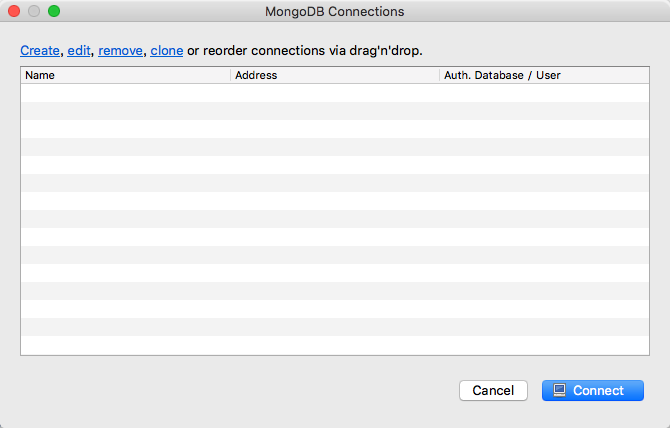 MongoDB Connections
Create, edit, remove, clone or reorder connections via drag'n'drop.
Name Address Auth. Database / User
Cancel Connect